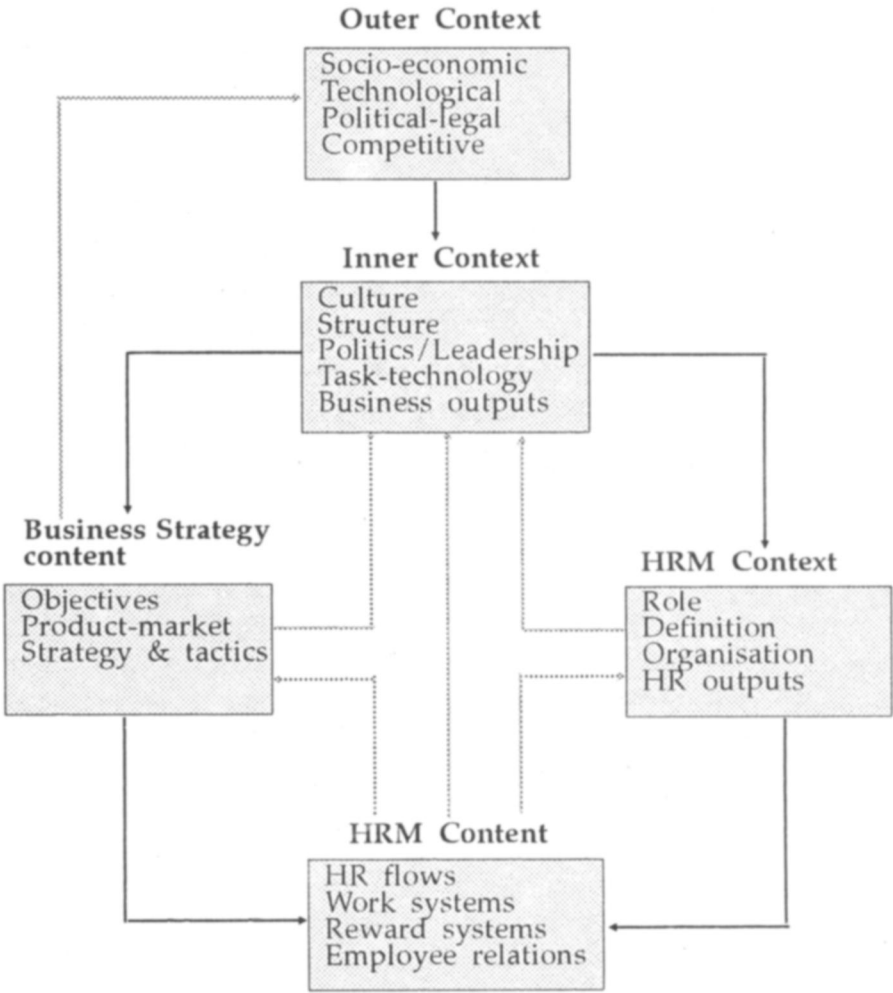 Outer Context
Socio-economic
Technological
Political-legal
Competitive
Inner Context
Culture
Structure
Politics/Leadership
Task-technology
Business outputs
Business Strategy
content
Objectives
Product-market
Strategy & tactics
HRM Context
Role
Definition
Organisation
HR outputs
HRM Content
HR flows
Work systems
Reward systems
Employee relations